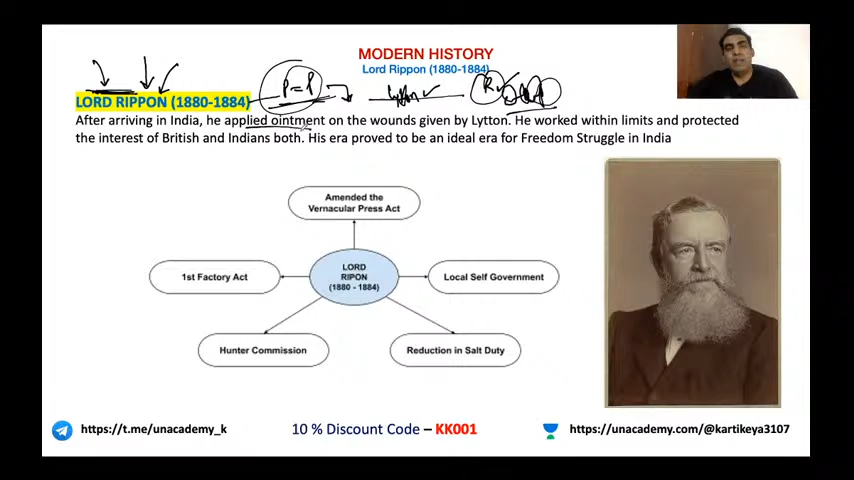 MODERN HISTORY
Lord Rippon (1880-1884)
P = P
Lytton
R
LORD RIPPON (1880-1884)
After arriving in India, he applied ointment on the wounds given by Lytton. He worked within limits and protected
the interest of British and Indians both. His era proved to be an ideal era for Freedom Struggle in India
Amended the
Vernacular Press Act
1st Factory Act
LORD
RIPON
(1880 - 1884)
Local Self Government
Hunter Commission
Reduction in Salt Duty
https://t.me/unacademy_k
10 % Discount Code – KK001
https://unacademy.com/@kartikeya3107